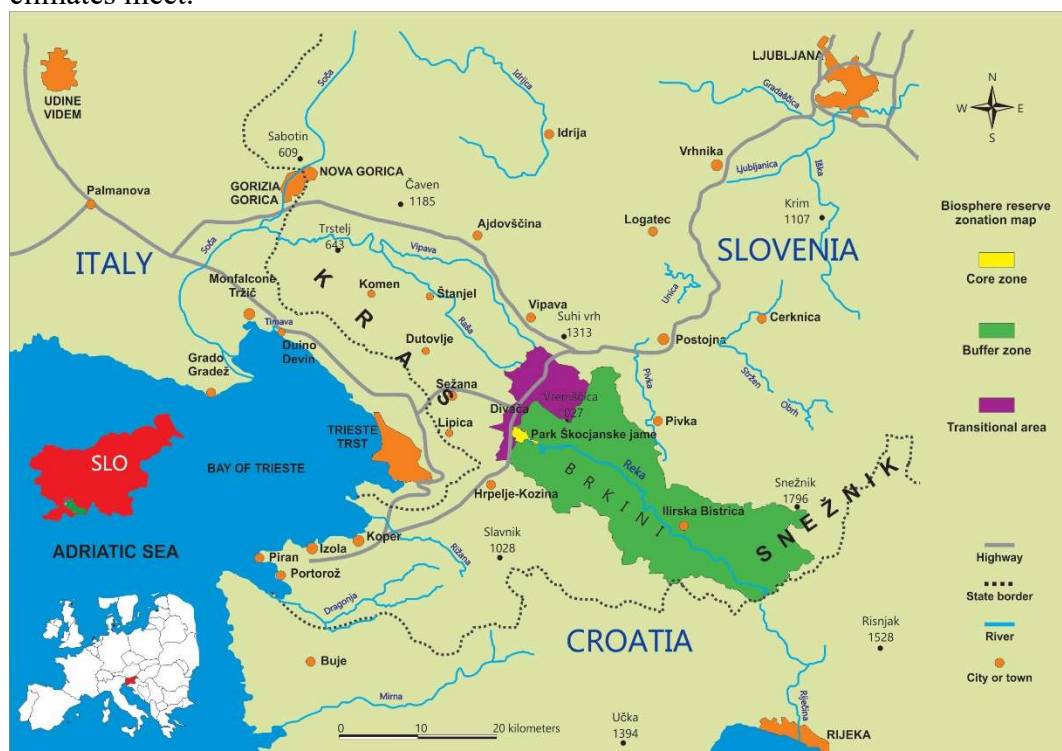 climates meet.
UDINE
VIDEM
Soča
Idrijca
LJUBLJANA
Gradaščica
N
W E
S
Sabotin
609
Idrija
Vrhnika
Ljubljanica
Iška
NOVA GORICA
GORIZIA
GORICA
Čaven
1185
Palmanova
Krim
1107
Biosphere reserve
zonation map
Ajdovščina
Logatec
Trstelj
643
Vipava
Soča
ITALY
SLOVENIA
Core zone
Monfalcone
Tržič
KRAS
Komen
Štanjel
Raša
Vipava
Suhi vrh
1313
Unica
Cerknica
Postojna
Timava
Duino
Devin
Dutovlje
Buffer zone
Grado
Gradež
Sežana
Divača
Vremščica
1027
Pivka
Stržen
Obrh
Lipica
Pivka
Transitional area
TRIESTE
TRST
Park Škocjanske jame
SLO
BAY OF TRIESTE
Reka
BRKINI
Hrpelje-Kozina
Snežnik
1796
SNEŽNIK
Ilirska Bistrica
ADRIATIC SEA
Koper
Izola
Piran
Portorož
Rižana
Slavnik
1028
Highway
Dragonja
State border
CROATIA
Risnjak
1528
River
Buje
City or town
Mirna
Rječina
0 10 20 kilometers
Učka
1394
RIJEKA